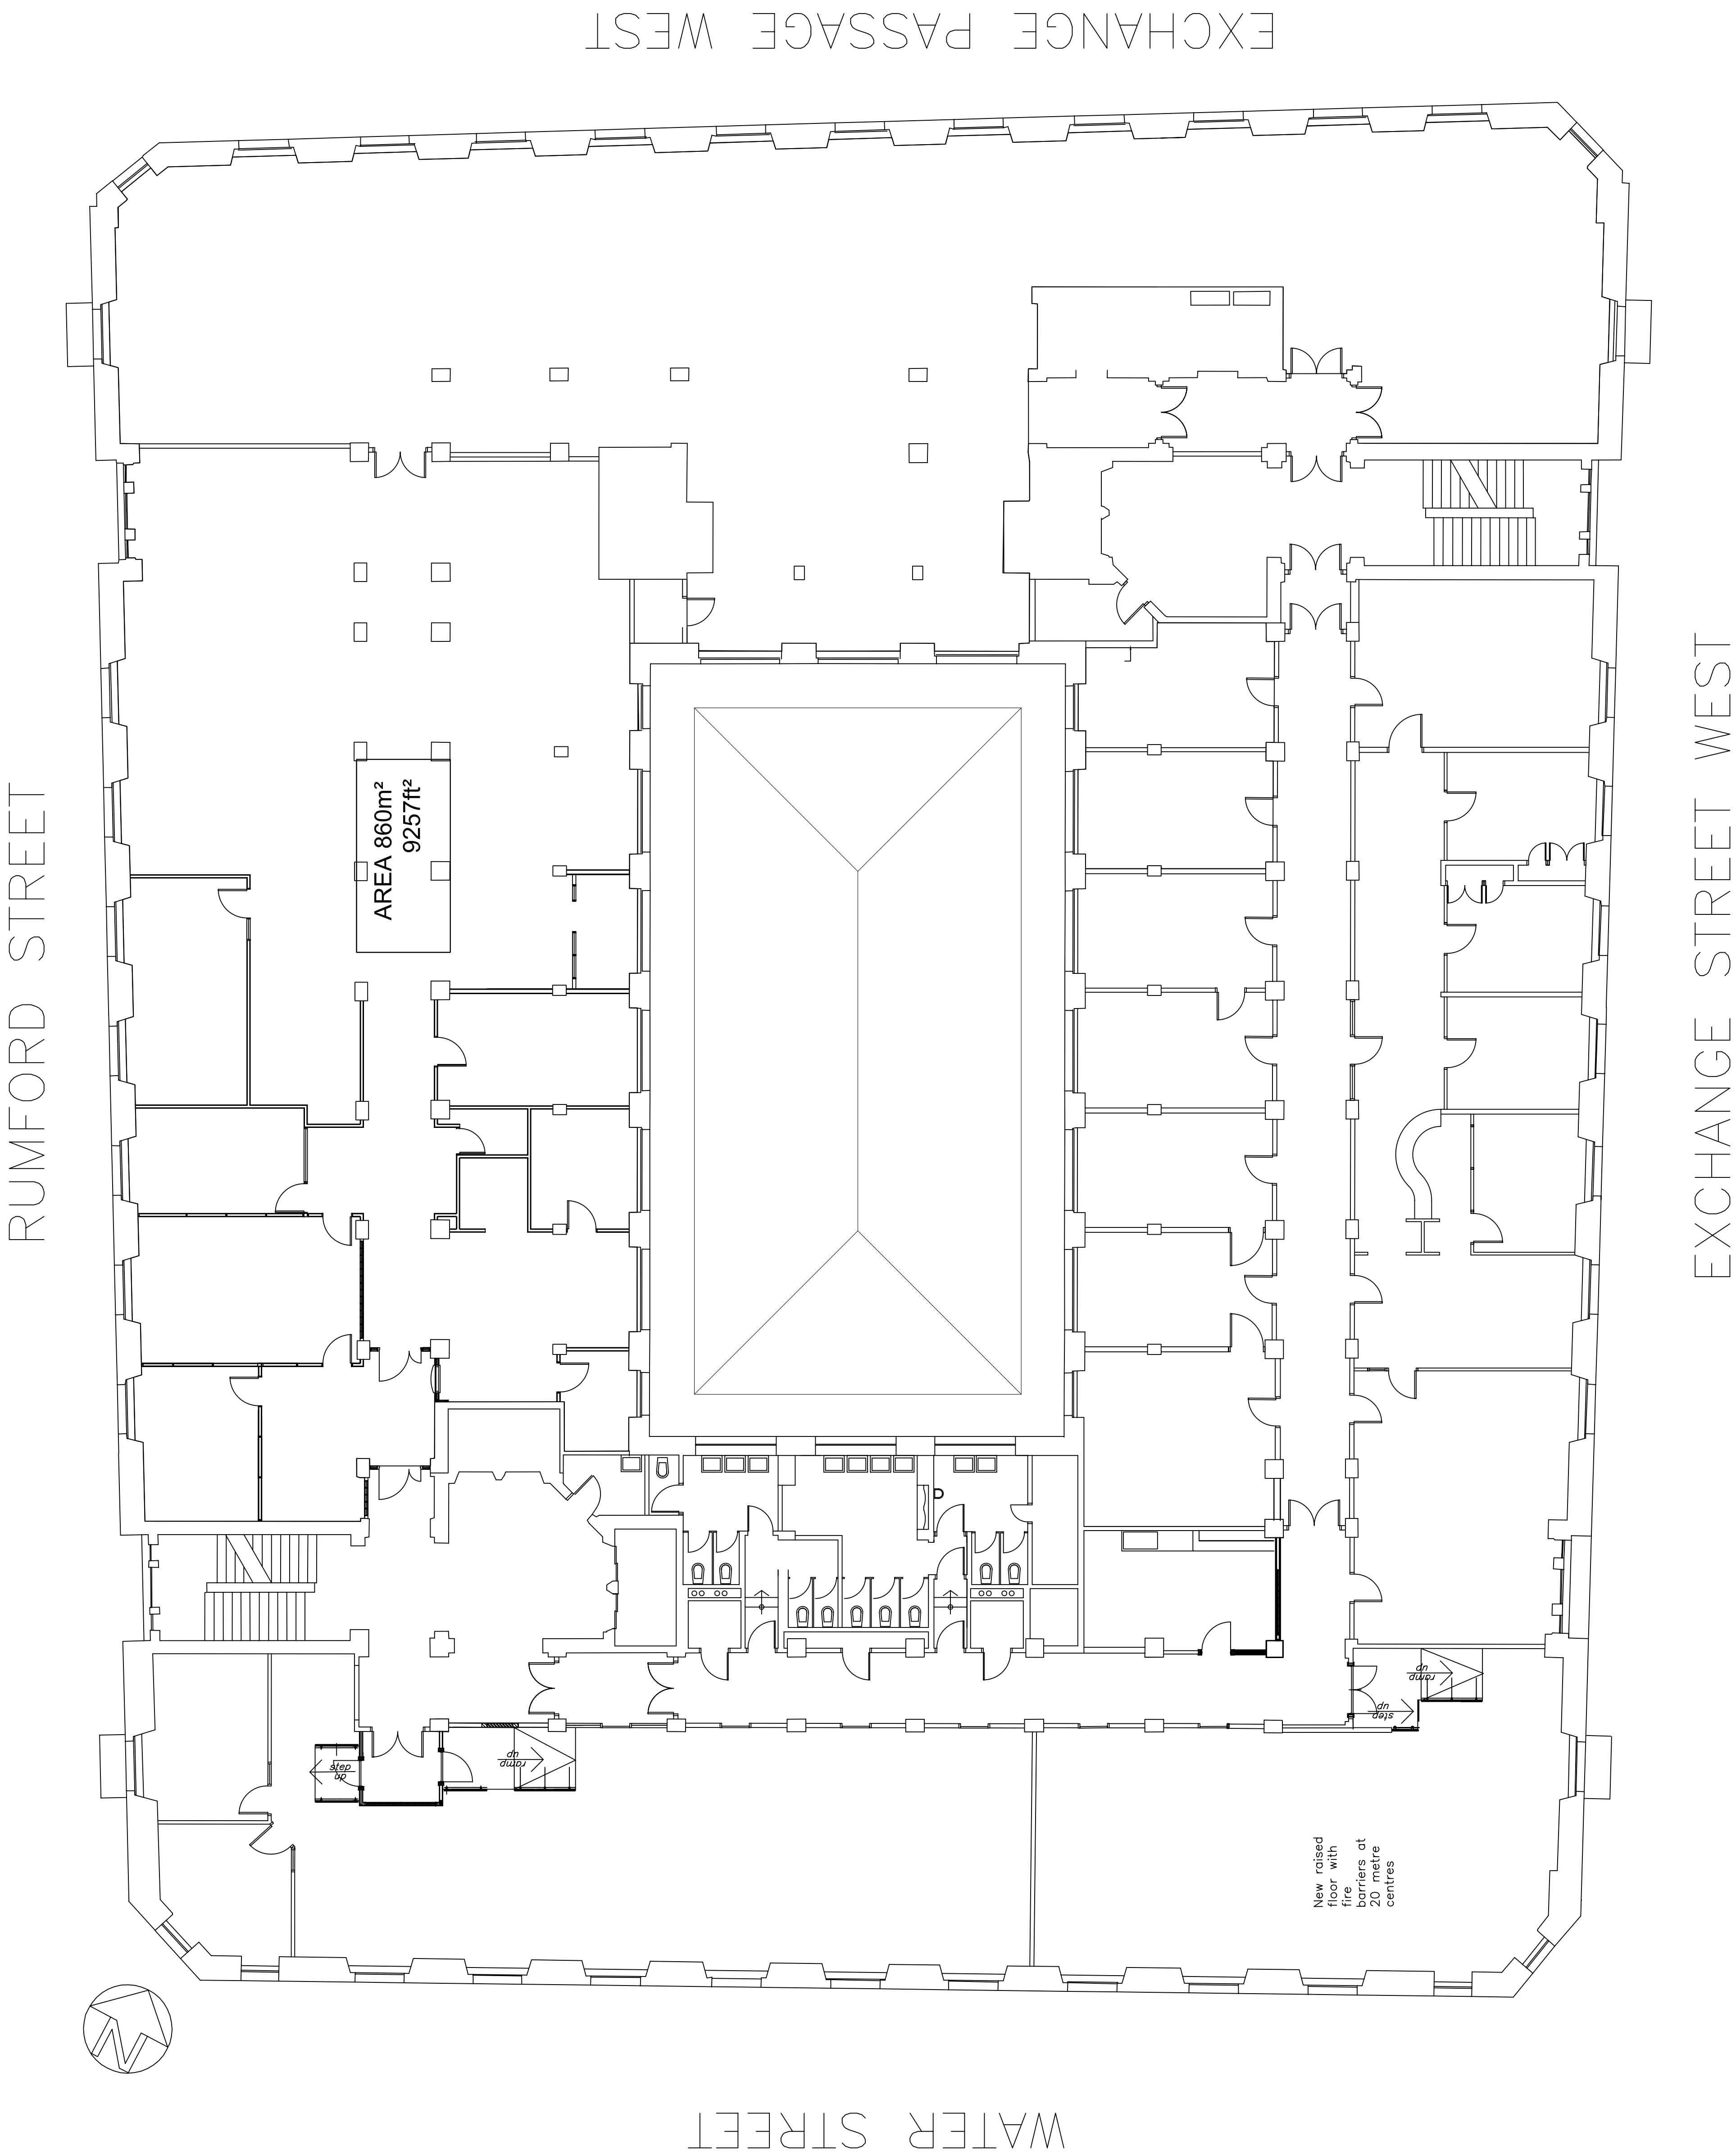 EXCHANGE PASSAGE WEST
RUMFORD STREET
EXCHANGE STREET WEST
AREA 860m²
9257ft²
ramp
up
step
up
step
up
ramp
up
New raised
floor with
fire
barriers at
20 metre
centres
N
WATER STREET